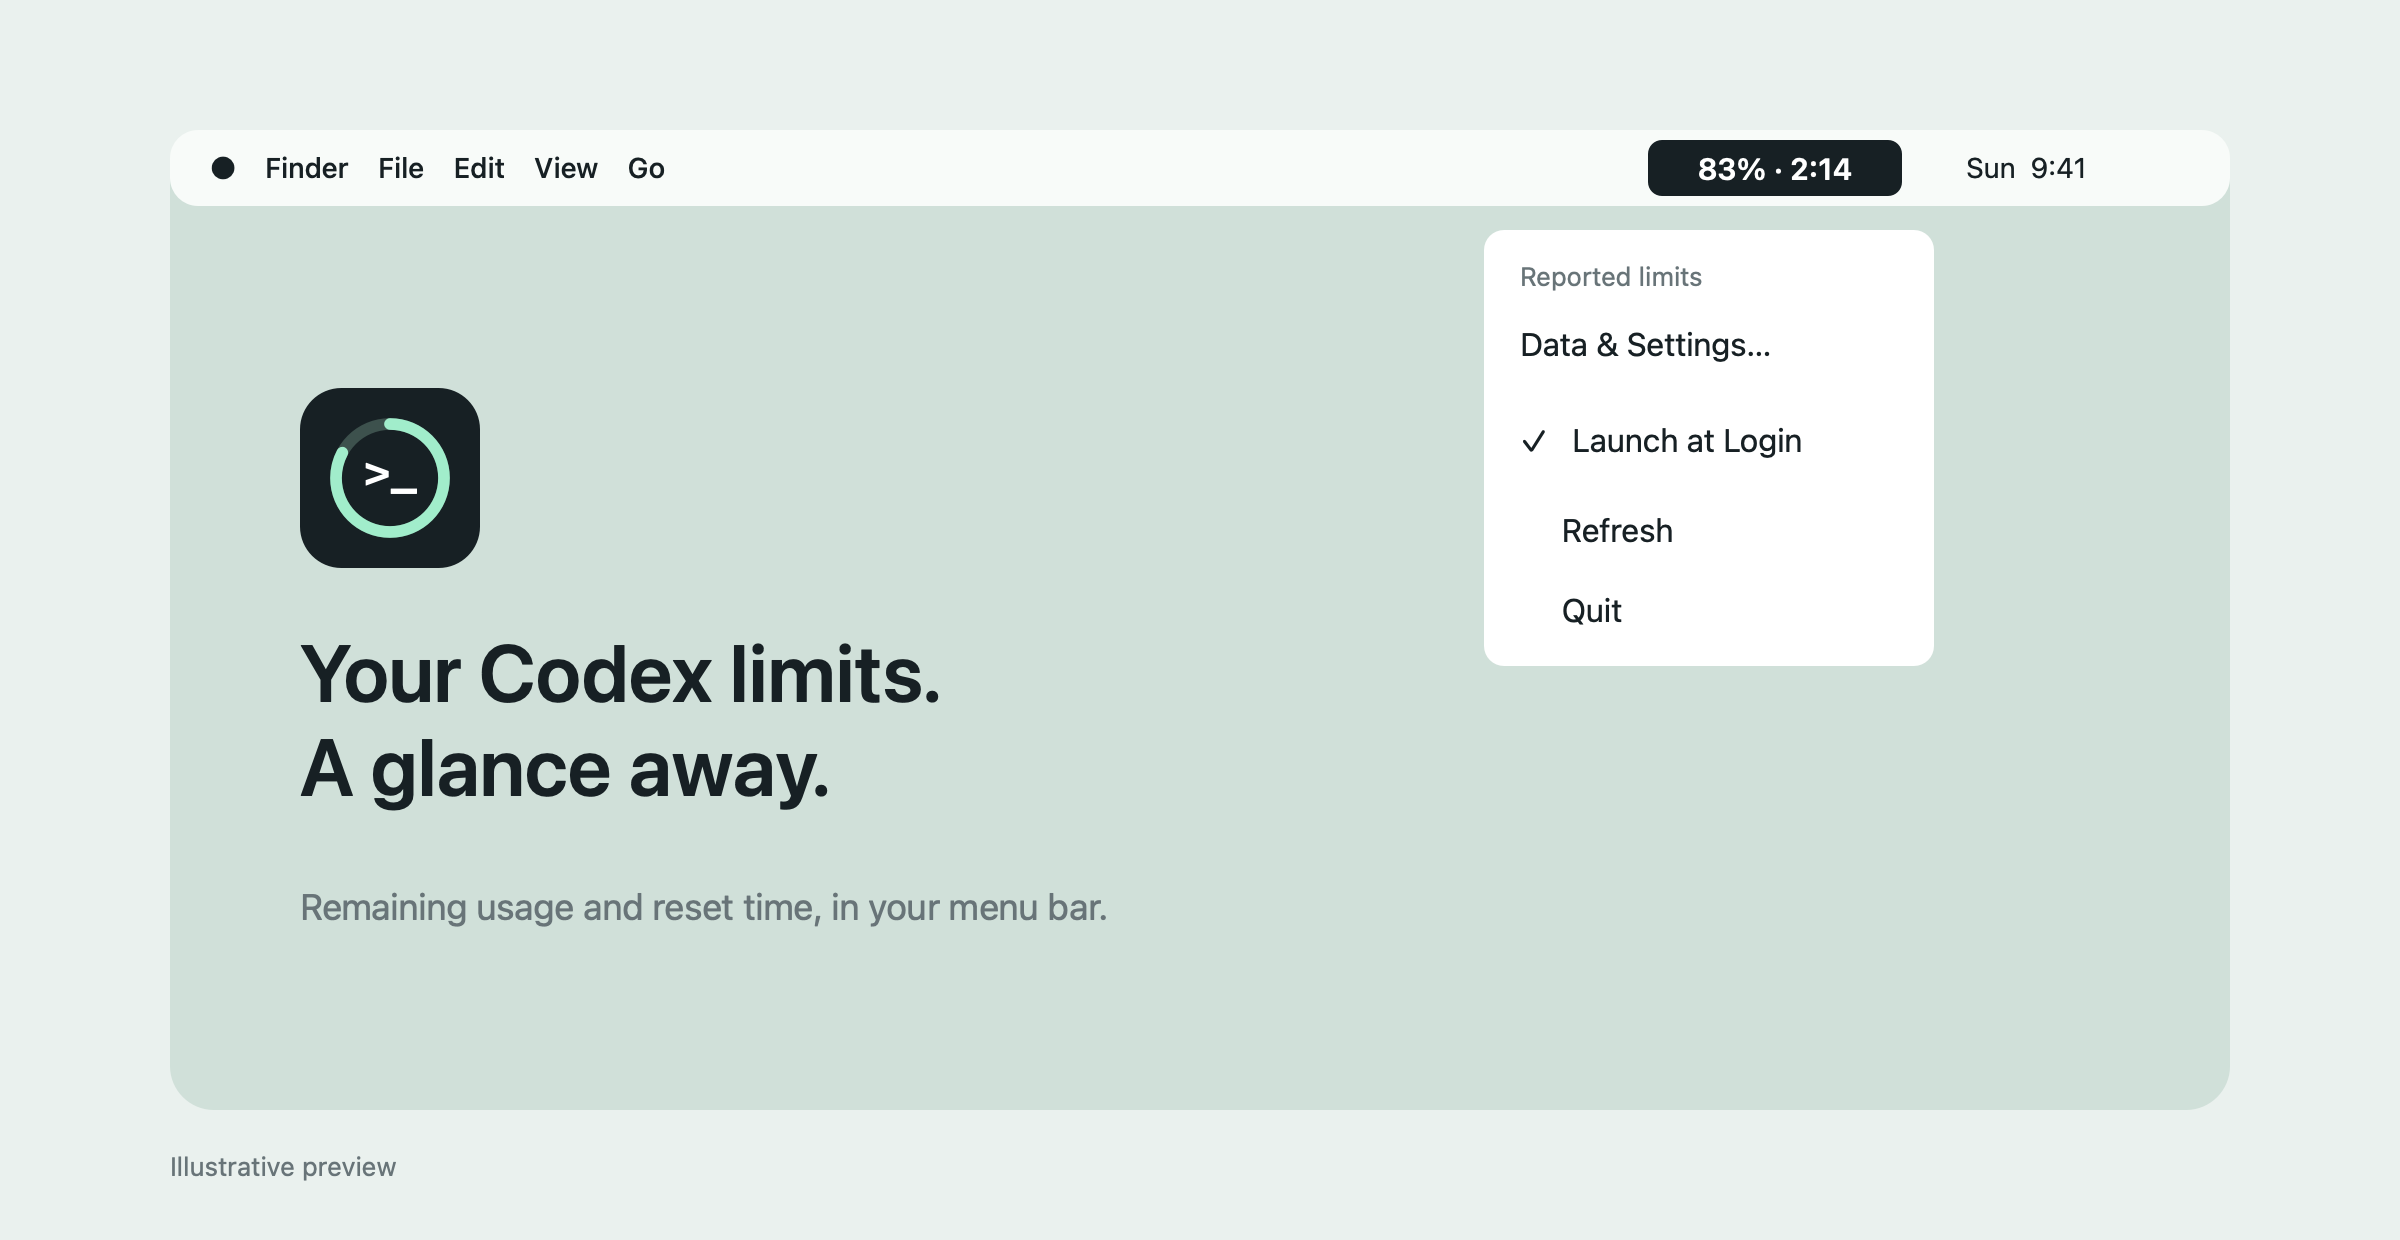 Finder File Edit View Go 83% · 2:14 Sun 9:41
Reported limits
Data & Settings...
✓ Launch at Login
Refresh
Quit
>_
Your Codex limits.
A glance away.
Remaining usage and reset time, in your menu bar.
Illustrative preview